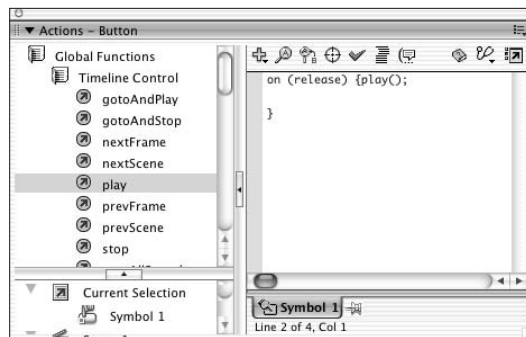 Actions – Button
Global Functions
Timeline Control
gotoAndPlay
gotoAndStop
nextFrame
nextScene
play
prevFrame
prevScene
stop
Current Selection
Symbol 1
on (release) {play();
}
Symbol 1
Line 2 of 4, Col 1